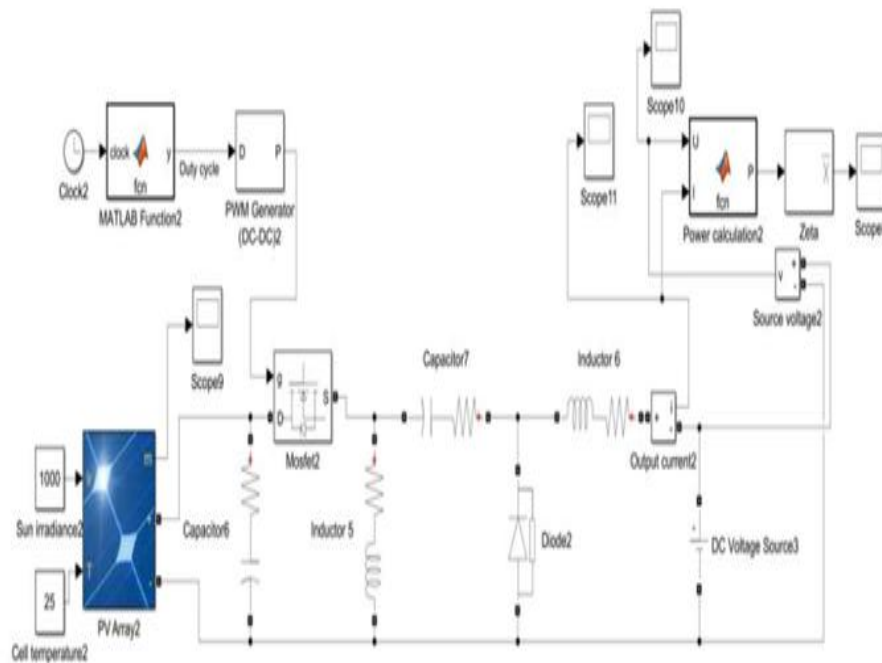 Scope10
clock
y
fcn
Clock2
MATLAB Function2
Duty cycle
D
P
PWM Generator
(DC-DC)2
Scope11
U
I
P
fcn
Power calculation2
Zeta
Scope
v
+
-
Source voltage2
Scope9
g
D
S
Mosfet2
Capacitor7
Inductor 6
+
i
-
Output current2
1000
Sun irradiance2
25
Cell temperature2
m
+
-
T
PV Array2
Capacitor6
Inductor 5
Diode2
+
DC Voltage Source3